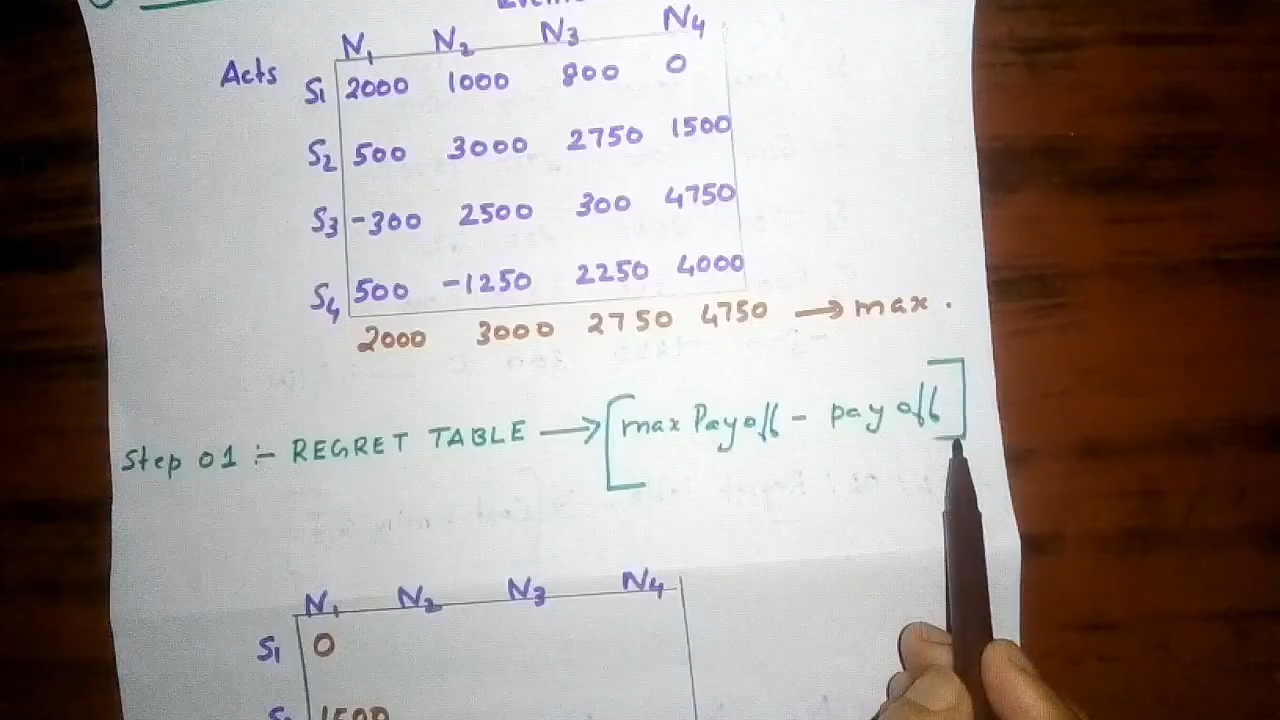 N1 N2 N3 N4
Acts
S1 2000 1000 800 0
S2 500 3000 2750 1500
S3 -300 2500 300 4750
S4 500 -1250 2250 4000
2000 3000 2750 4750 → max.
Step 01 :- REGRET TABLE → [max Payoff - pay off]
N1 N2 N3 N4
S1 0
1500